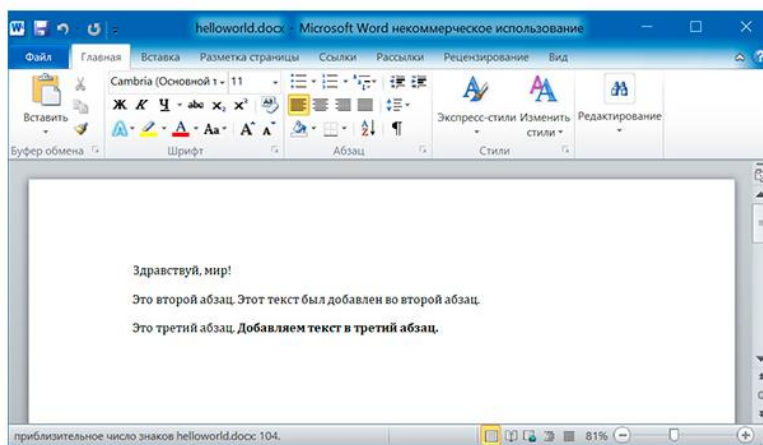 helloworld.docx - Microsoft Word некоммерческое использование
Файл Главная Вставка Разметка страницы Ссылки Рассылки Рецензирование Вид
Cambria (Основной т 11
Вставить
Ж К Ч abc x₂ x²
A A Aa A A
Экспресс-стили Изменить стили Редактирование
Буфер обмена Шрифт Абзац Стили
Здравствуй, мир!
Это второй абзац. Этот текст был добавлен во второй абзац.
Это третий абзац. Добавляем текст в третий абзац.
приблизительное число знаков helloworld.docx: 104. 81%